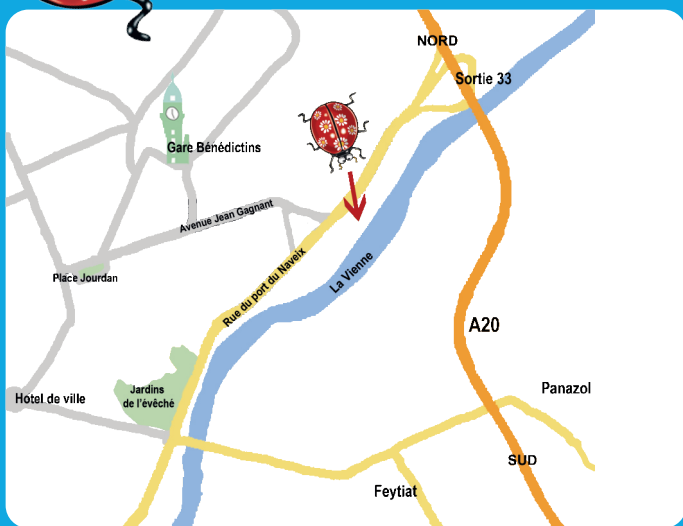 NORD
Sortie 33
Gare Bénédictins
Avenue Jean Gagnant
Place Jourdan
Rue du port du Naveix
La Vienne
A20
Hotel de ville
Jardins
de l'évêché
Panazol
SUD
Feytiat